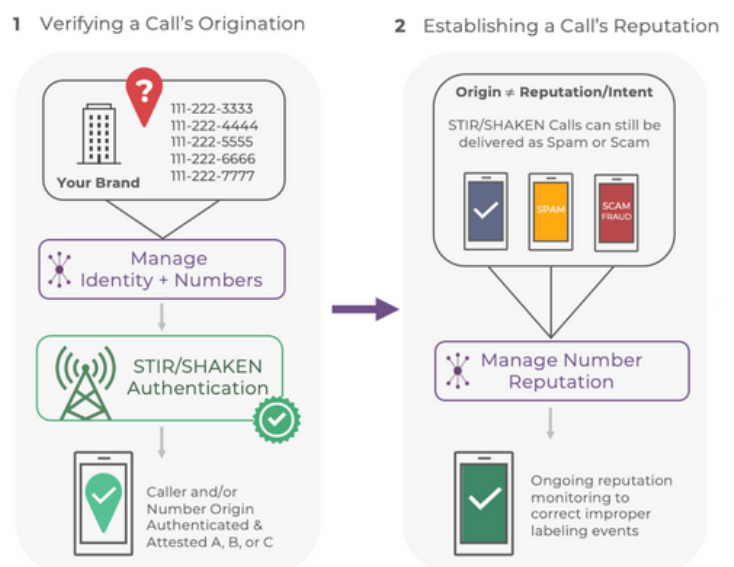 1 Verifying a Call's Origination
?
111-222-3333
111-222-4444
111-222-5555
111-222-6666
111-222-7777
Your Brand
Manage
Identity + Numbers
STIR/SHAKEN
Authentication
Caller and/or
Number Origin
Authenticated &
Attested A, B, or C
2 Establishing a Call's Reputation
Origin ≠ Reputation/Intent
STIR/SHAKEN Calls can still be
delivered as Spam or Scam
SPAM
SCAM
FRAUD
Manage Number
Reputation
Ongoing reputation
monitoring to
correct improper
labeling events